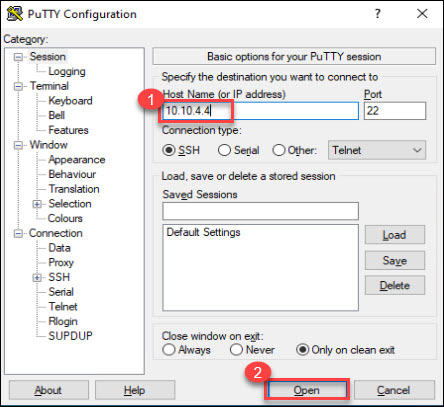 PuTTY Configuration
?
Category:
Session
Logging
Terminal
Keyboard
Bell
Features
Window
Appearance
Behaviour
Translation
Selection
Colours
Connection
Data
Proxy
SSH
Serial
Telnet
Rlogin
SUPDUP
Basic options for your PuTTY session
Specify the destination you want to connect to
Host Name (or IP address) Port
1
10.10.4.4 22
Connection type:
SSH Serial Other: Telnet
Load, save or delete a stored session
Saved Sessions
Default Settings
Load
Save
Delete
Close window on exit:
Always Never Only on clean exit
2
About Help Open Cancel